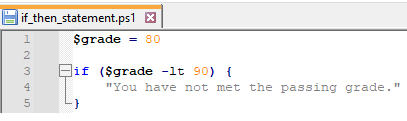 if_then_statement.ps1
1 $grade = 80
2
3 if ($grade -lt 90) {
4 "You have not met the passing grade."
5 }